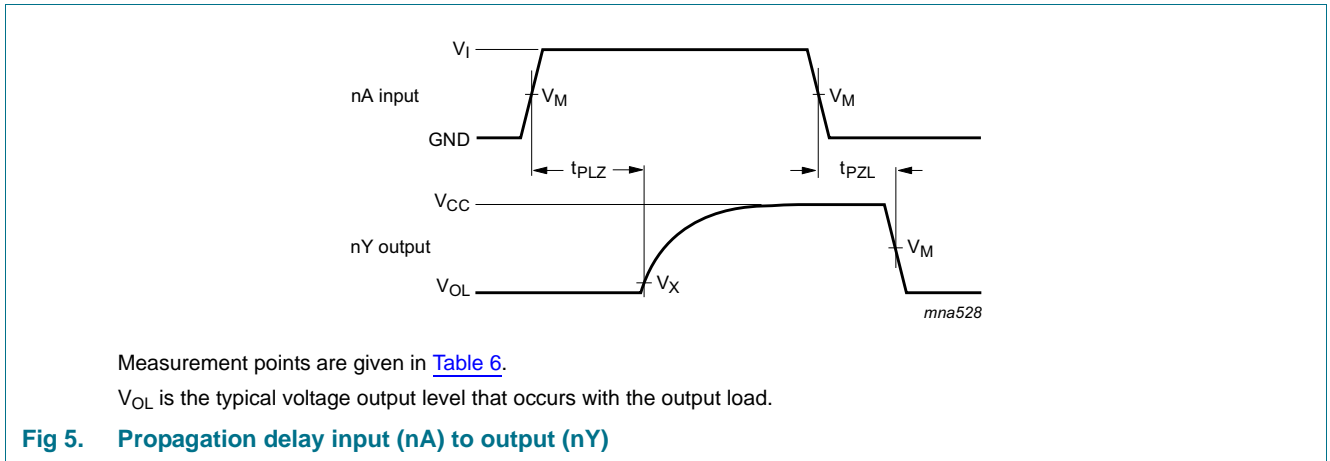 V_I
nA input
V_M
V_M
GND
t_PLZ
t_PZL
V_CC
nY output
V_M
V_OL
V_X
mna528
Measurement points are given in Table 6.
V_OL is the typical voltage output level that occurs with the output load.
Fig 5. Propagation delay input (nA) to output (nY)